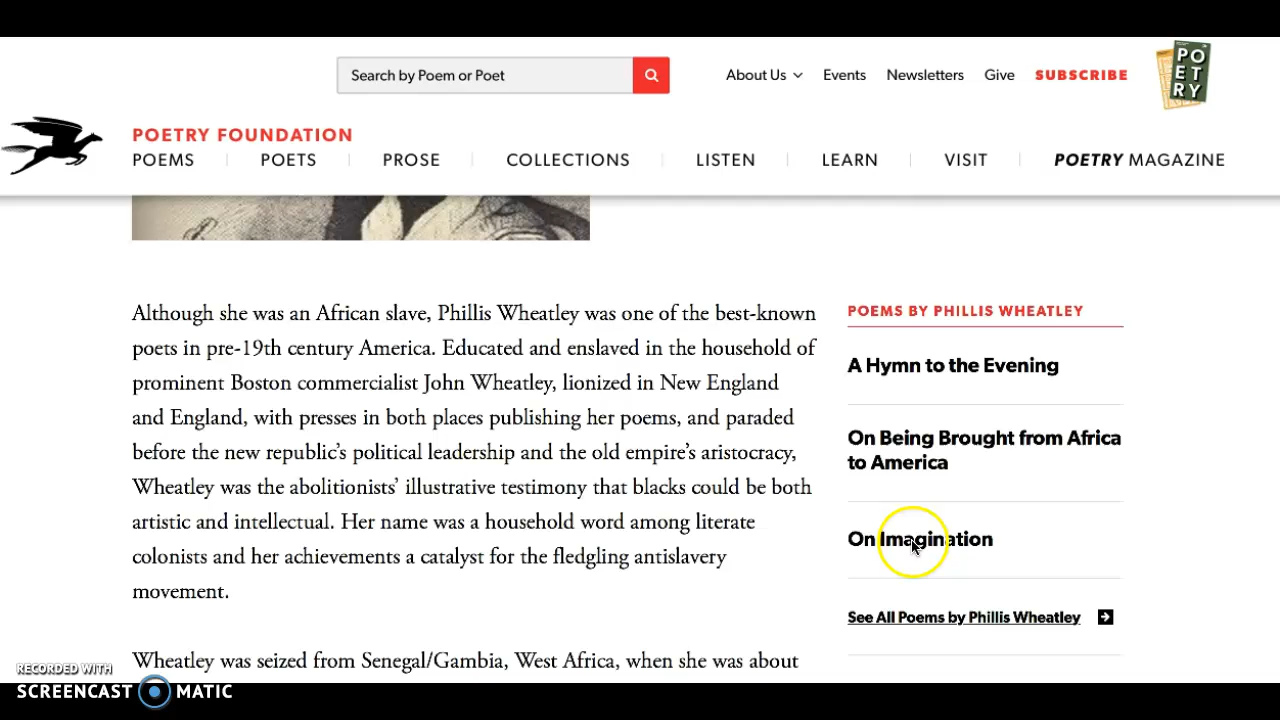 Search by Poem or Poet
About Us
Events
Newsletters
Give
SUBSCRIBE
PO
ET
RY
POETRY FOUNDATION
POEMS
POETS
PROSE
COLLECTIONS
LISTEN
LEARN
VISIT
POETRY MAGAZINE
Although she was an African slave, Phillis Wheatley was one of the best-known
poets in pre-19th century America. Educated and enslaved in the household of
prominent Boston commercialist John Wheatley, lionized in New England
and England, with presses in both places publishing her poems, and paraded
before the new republic’s political leadership and the old empire’s aristocracy,
Wheatley was the abolitionists’ illustrative testimony that blacks could be both
artistic and intellectual. Her name was a household word among literate
colonists and her achievements a catalyst for the fledgling antislavery
movement.
Wheatley was seized from Senegal/Gambia, West Africa, when she was about
POEMS BY PHILLIS WHEATLEY
A Hymn to the Evening
On Being Brought from Africa
to America
On Imagination
See All Poems by Phillis Wheatley
RECORDED WITH
SCREENCAST MATIC